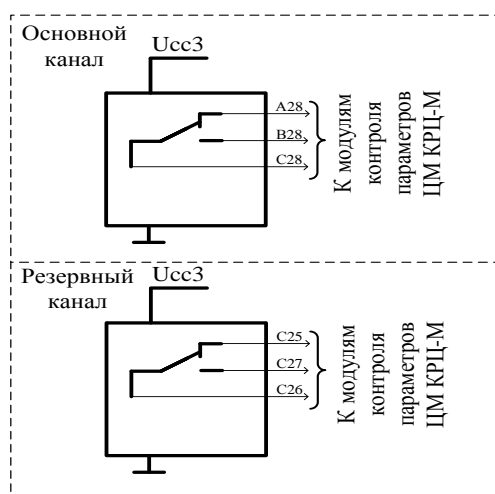 Основной
канал
Ucc3
A28
B28
C28
К модулям
контроля
параметров
ЦМ КРЦ-М
Резервный
канал
Ucc3
C25
C27
C26
К модулям
контроля
параметров
ЦМ КРЦ-М